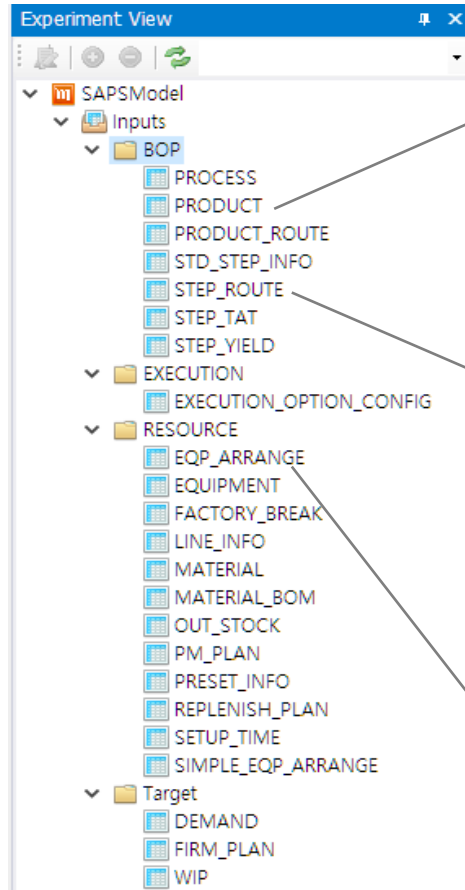 Experiment View
SAPSModel
Inputs
BOP
PROCESS
PRODUCT
PRODUCT_ROUTE
STD_STEP_INFO
STEP_ROUTE
STEP_TAT
STEP_YIELD
EXECUTION
EXECUTION_OPTION_CONFIG
RESOURCE
EQP_ARRANGE
EQUIPMENT
FACTORY_BREAK
LINE_INFO
MATERIAL
MATERIAL_BOM
OUT_STOCK
PM_PLAN
PRESET_INFO
REPLENISH_PLAN
SETUP_TIME
SIMPLE_EQP_ARRANGE
Target
DEMAND
FIRM_PLAN
WIP